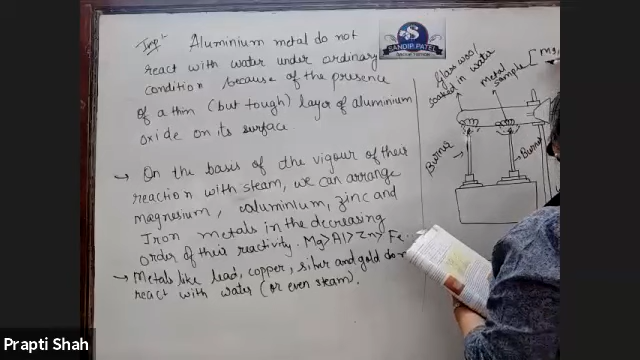 Imp: Aluminium metal do not
react with water under ordinary
condition because of the presence
of a thin (but tough) layer of aluminium
oxide on its surface.
→ On the basis of the vigour of their
reaction with steam, we can arrange
magnesium, caluminium, zinc and
Iron metals in the decreasing
order of their reactivity. Mg>Al>Zn>Fe..
→ Metals like lead, copper, silver and gold do n
react with water (or even steam).
S
SANDIP PATEL
Glass wool
soaked in water
metal
sample
[Mg,
Burner
Burn
Prapti Shah